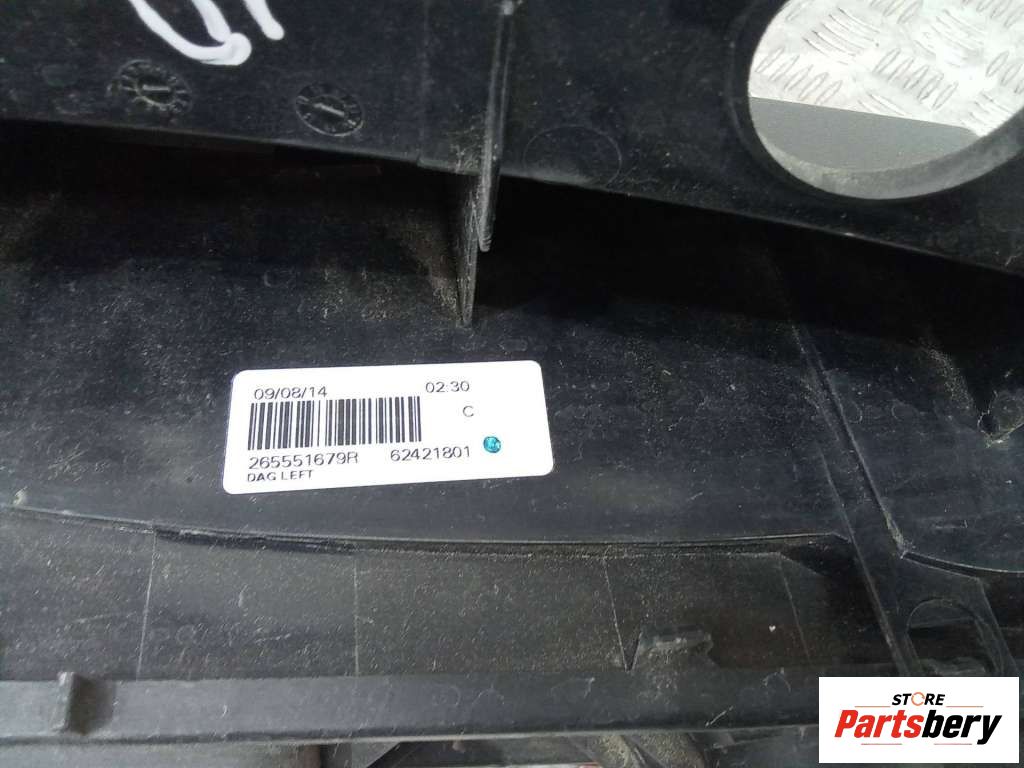 09/08/14 02:30
C
265551679R 62421801
DAG LEFT
STORE
Partsbery